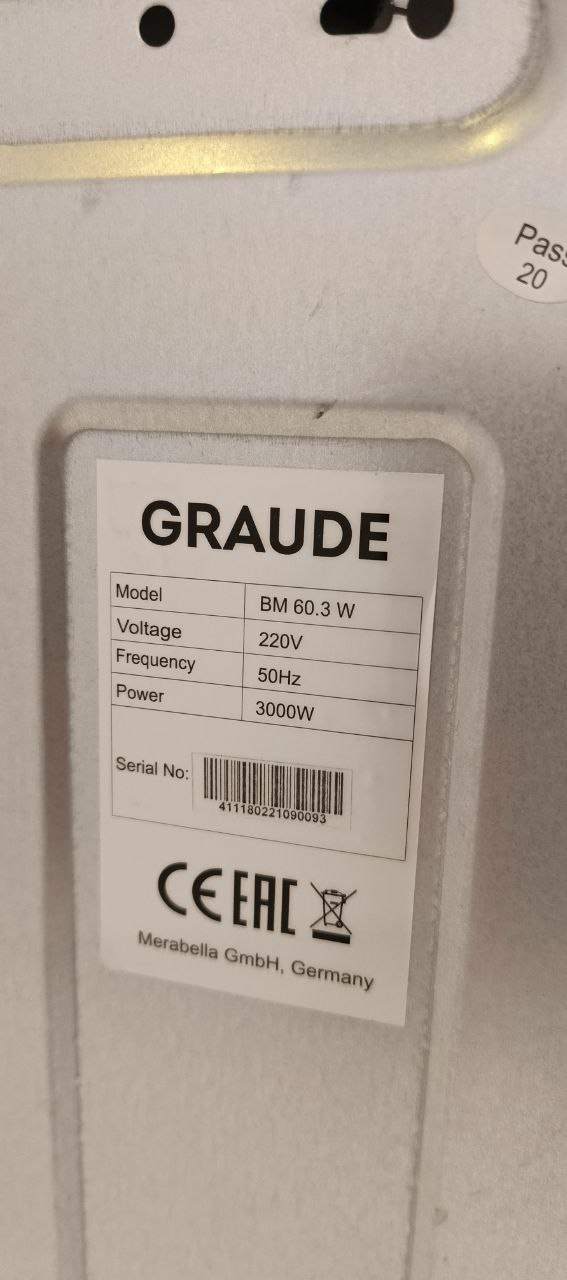 Pass
20
GRAUDE
Model BM 60.3 W
Voltage 220V
Frequency 50Hz
Power 3000W
Serial No: 411180221090093
CE EAC
Merabella GmbH, Germany